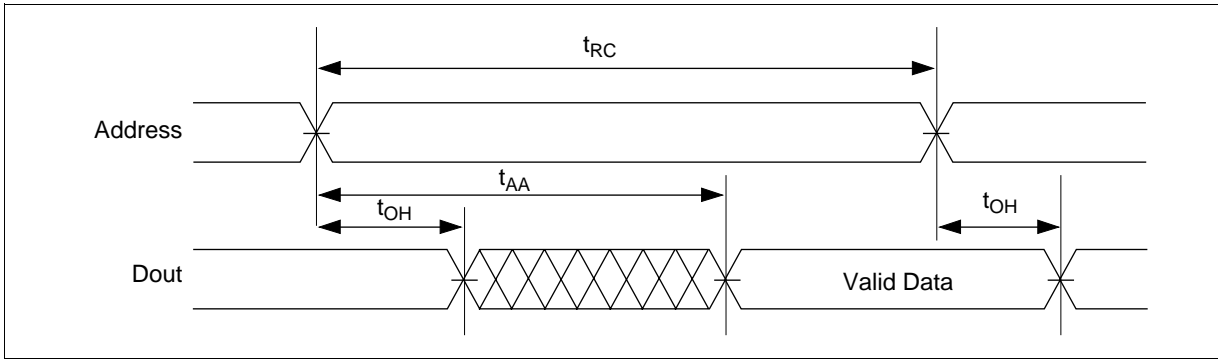 tRC
Address
tAA
tOH
tOH
Dout
Valid Data